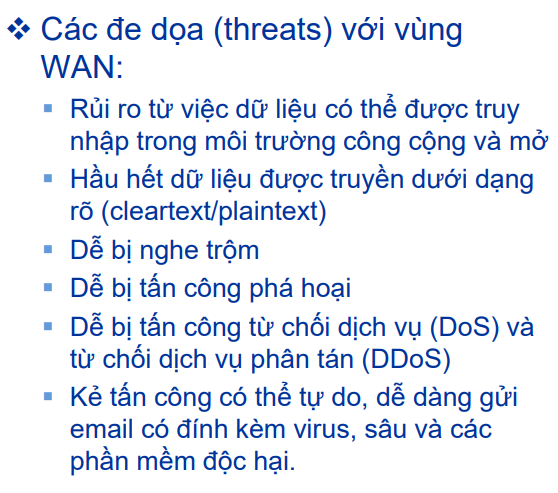 ❖ Các đe dọa (threats) với vùng
WAN:
▪ Rủi ro từ việc dữ liệu có thể được truy
nhập trong môi trường công cộng và mở
▪ Hầu hết dữ liệu được truyền dưới dạng
rõ (cleartext/plaintext)
▪ Dễ bị nghe trộm
▪ Dễ bị tấn công phá hoại
▪ Dễ bị tấn công từ chối dịch vụ (DoS) và
từ chối dịch vụ phân tán (DDoS)
▪ Kẻ tấn công có thể tự do, dễ dàng gửi
email có đính kèm virus, sâu và các
phần mềm độc hại.